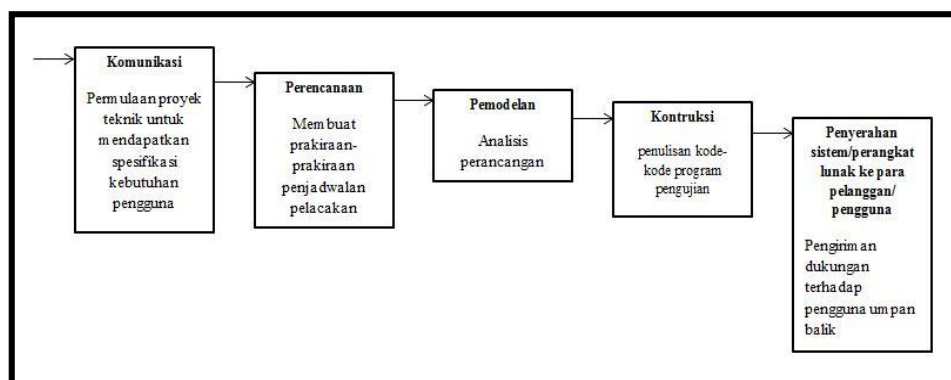 Komunikasi
Permulaan proyek
teknik untuk
mendapatkan
spesifikasi
kebutuhan
pengguna
Perencanaan
Membuat
prakiraan-
prakiraan
penjadwalan
pelacakan
Pemodelan
Analisis
perancangan
Kontruksi
penulisan kode-
kode program
pengujian
Penyerahan
sistem/perangkat
lunak ke para
pelanggan/
pengguna
Pengiriman
dukungan
terhadap
pengguna umpan
balik